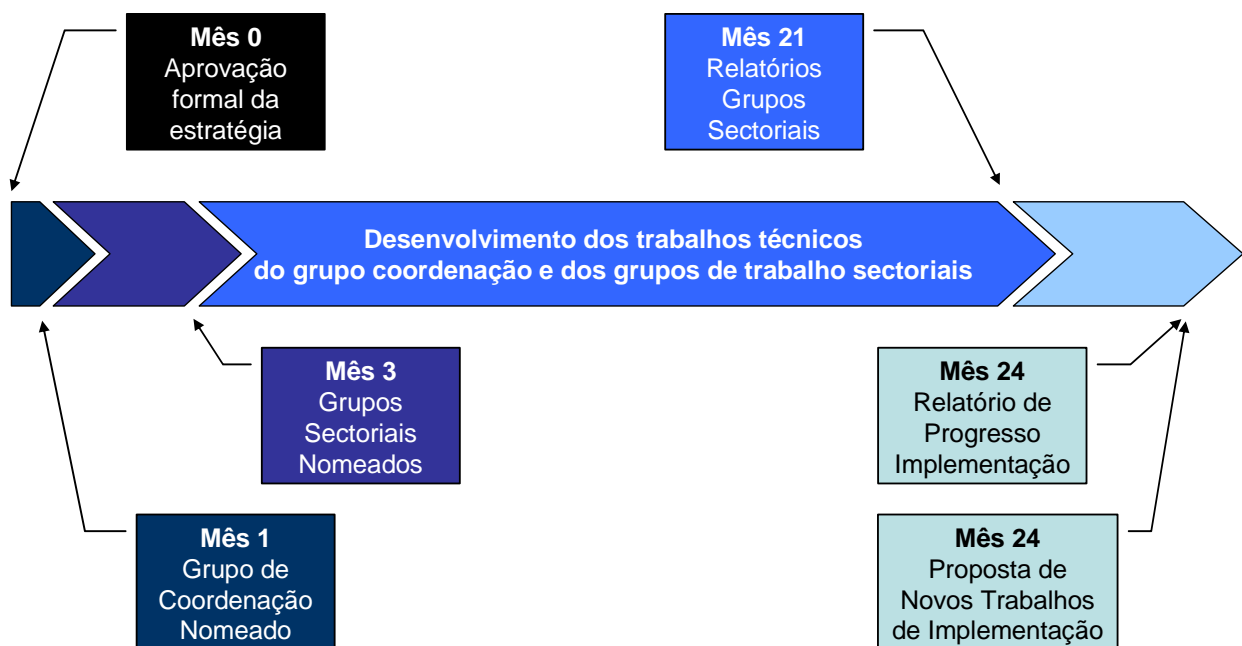 Mês 0
Aprovação
formal da
estratégia
Mês 21
Relatórios
Grupos
Sectoriais
Desenvolvimento dos trabalhos técnicos
do grupo coordenação e dos grupos de trabalho sectoriais
Mês 3
Grupos
Sectoriais
Nomeados
Mês 24
Relatório de
Progresso
Implementação
Mês 1
Grupo de
Coordenação
Nomeado
Mês 24
Proposta de
Novos Trabalhos
de Implementação